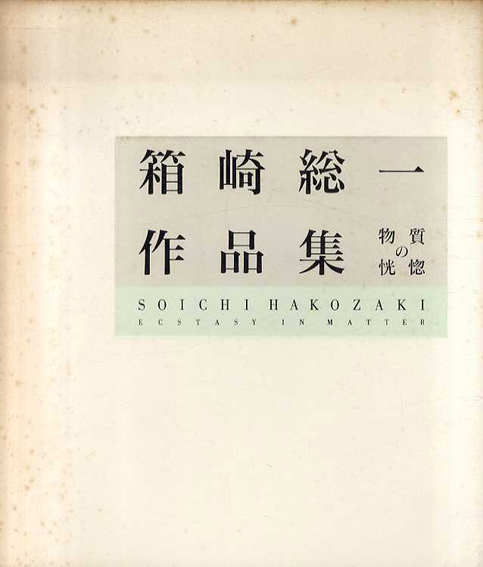 箱崎総一
作品集
物質
の
恍惚
SOICHI HAKOZAKI
ECSTASY IN MATTER